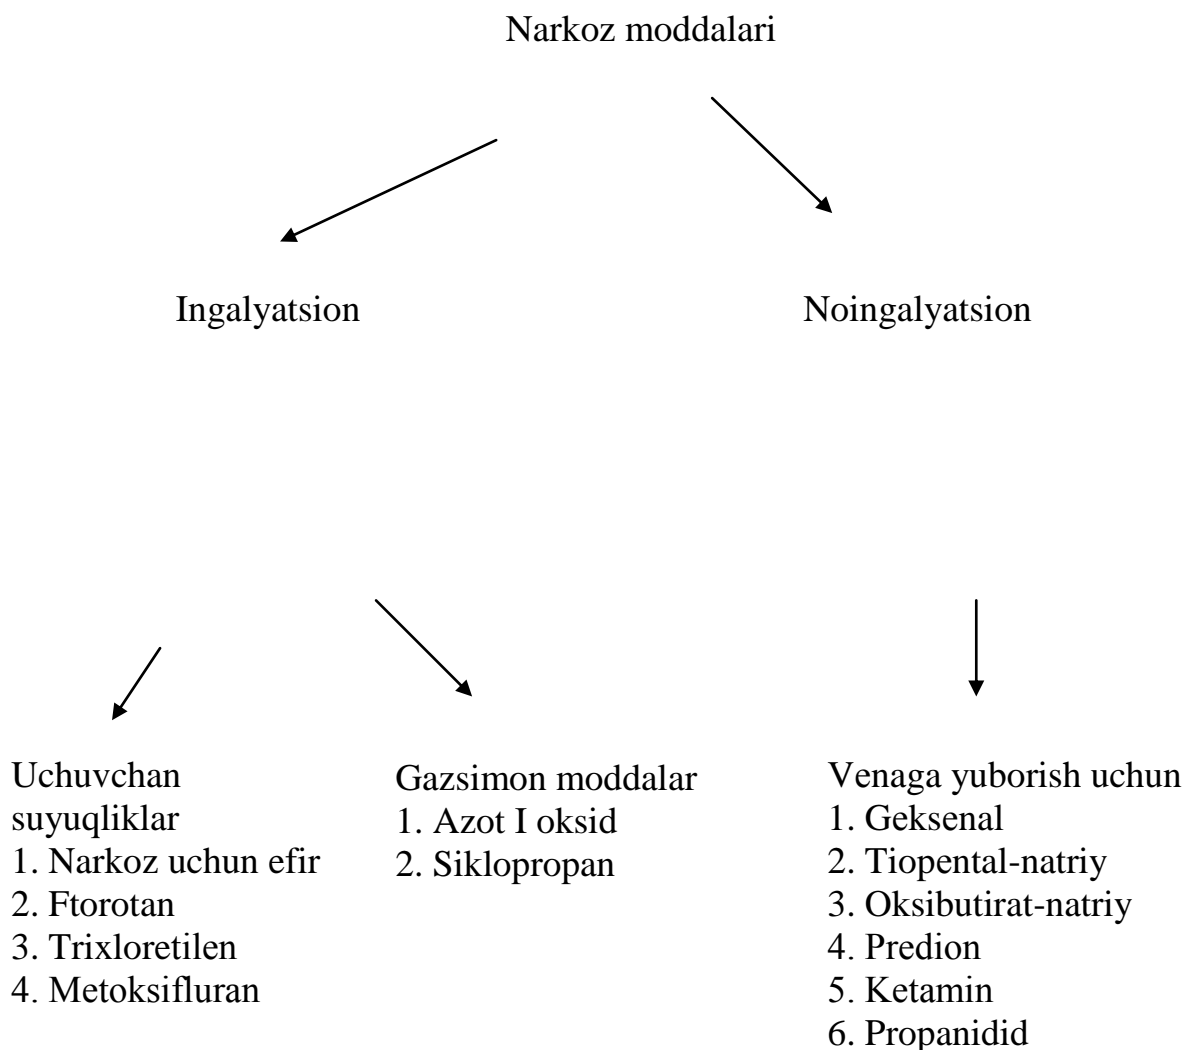 Narkoz moddalari
Ingalyatsion
Noingalyatsion
Uchuvchan
suyuqliklar
1. Narkoz uchun efir
2. Ftorotan
3. Trixloretilen
4. Metoksifluran
Gazsimon moddalar
1. Azot I oksid
2. Siklopropan
Venaga yuborish uchun
1. Geksenal
2. Tiopental-natriy
3. Oksibutirat-natriy
4. Predion
5. Ketamin
6. Propanidid